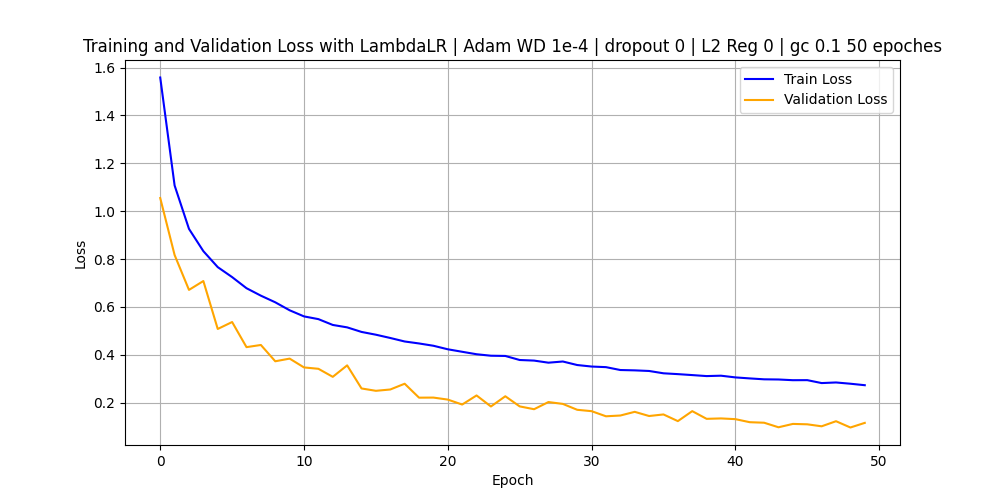 Training and Validation Loss with LambdaLR | Adam WD 1e-4 | dropout 0 | L2 Reg 0 | gc 0.1 50 epoches
Train Loss
Validation Loss
Loss
1.6
1.4
1.2
1.0
0.8
0.6
0.4
0.2
0 10 20 30 40 50
Epoch